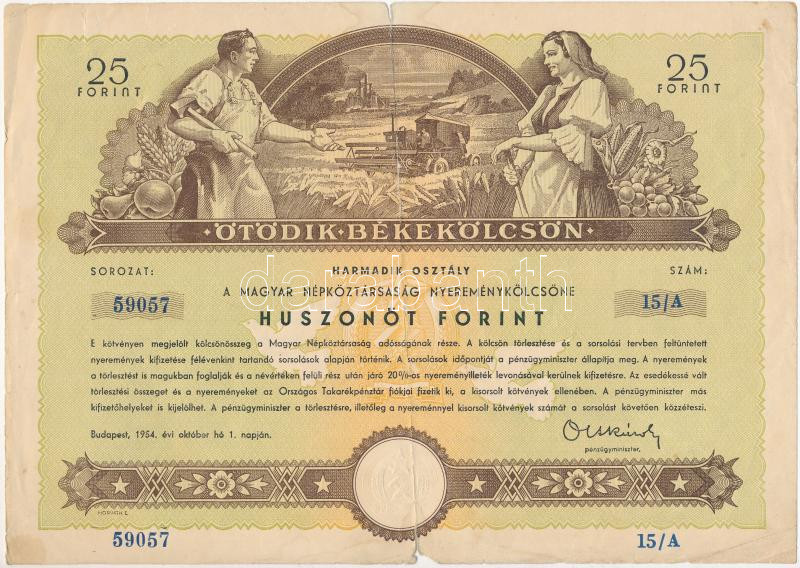 25
FORINT
25
FORINT
·ÖTÖDIK·BÉKEKÖLCSÖN·
SOROZAT:
HARMADIK OSZTÁLY
SZÁM:
59057
A MAGYAR NÉPKÖZTÁRSASÁG NYEREMÉNYKÖLCSÖNE
15/A
HUSZONÖT FORINT
E kötvényen megjelölt kölcsönösszeg a Magyar Népköztársaság adósságának része. A kölcsön törlesztése és a sorsolási tervben feltüntetett
nyeremények kifizetése félévenkint tartandó sorsolások alapján történik. A sorsolások időpontját a pénzügyminiszter állapítja meg. A nyeremények
a törlesztést is magukban foglalják és a névértéken felüli rész után járó 20%-os nyereményilleték levonásával kerülnek kifizetésre. Az esedékessé vált
törlesztési összeget és a nyereményeket az Országos Takarékpénztár fiókjai fizetik ki, a kisorsolt kötvények ellenében. A pénzügyminiszter más
kifizetőhelyeket is kijelölhet. A pénzügyminiszter a törlesztésre, illetőleg a nyereménnyel kisorsolt kötvények számát a sorsolást követően közzéteszi.
Budapest, 1954. évi október hó 1. napján.
Olt Károly
pénzügyminiszter.
HORVÁTH E.
59057
15/A
darabanth.com